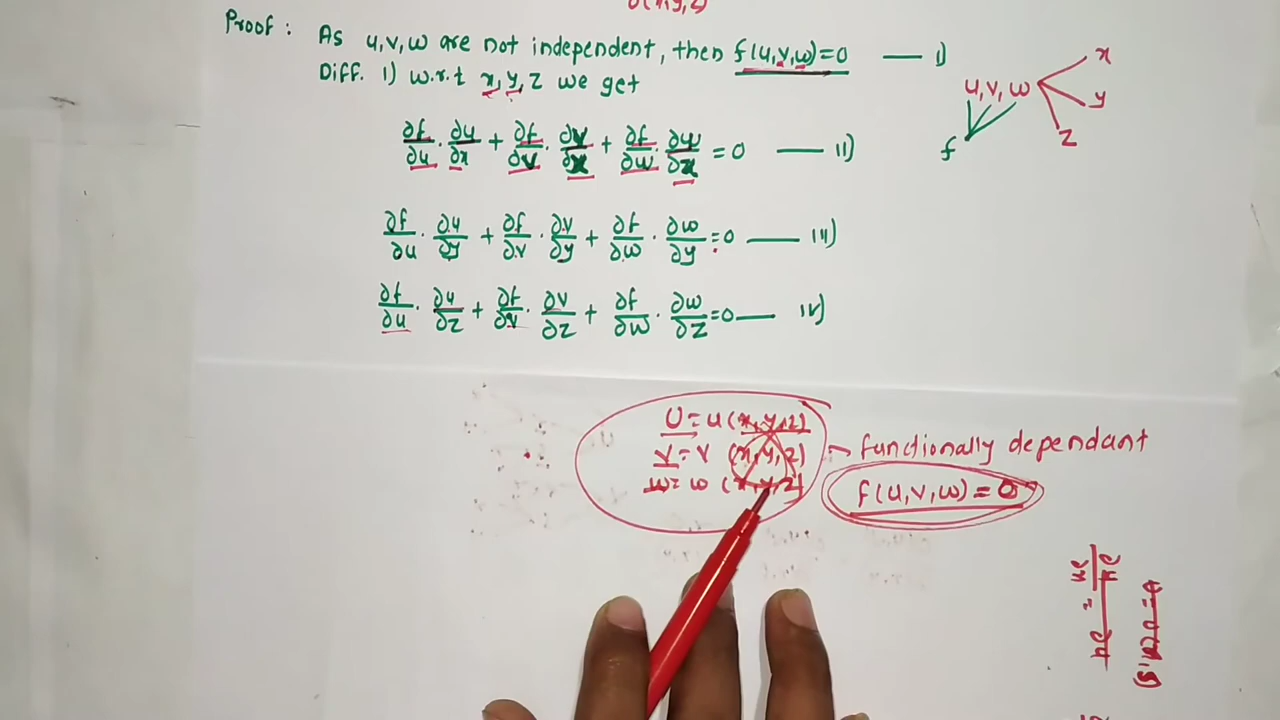 ∂(x,y,z)
Proof : As u,v,w are not independent, then f(u,v,w)=0 —— I)
Diff. 1) w.r.t x,y,z we get
∂f/∂u · ∂u/∂x + ∂f/∂v · ∂v/∂x + ∂f/∂w · ∂w/∂x = 0 —— II)
∂f/∂u · ∂u/∂y + ∂f/∂v · ∂v/∂y + ∂f/∂w · ∂w/∂y = 0 —— III)
∂f/∂u · ∂u/∂z + ∂f/∂v · ∂v/∂z + ∂f/∂w · ∂w/∂z = 0 —— IV)
x
u, v, w
y
z
f
U = u (x,y,z)
v = v (x,y,z)
w = w (x,y,z)
functionally dependant
f(u,v,w) = 0